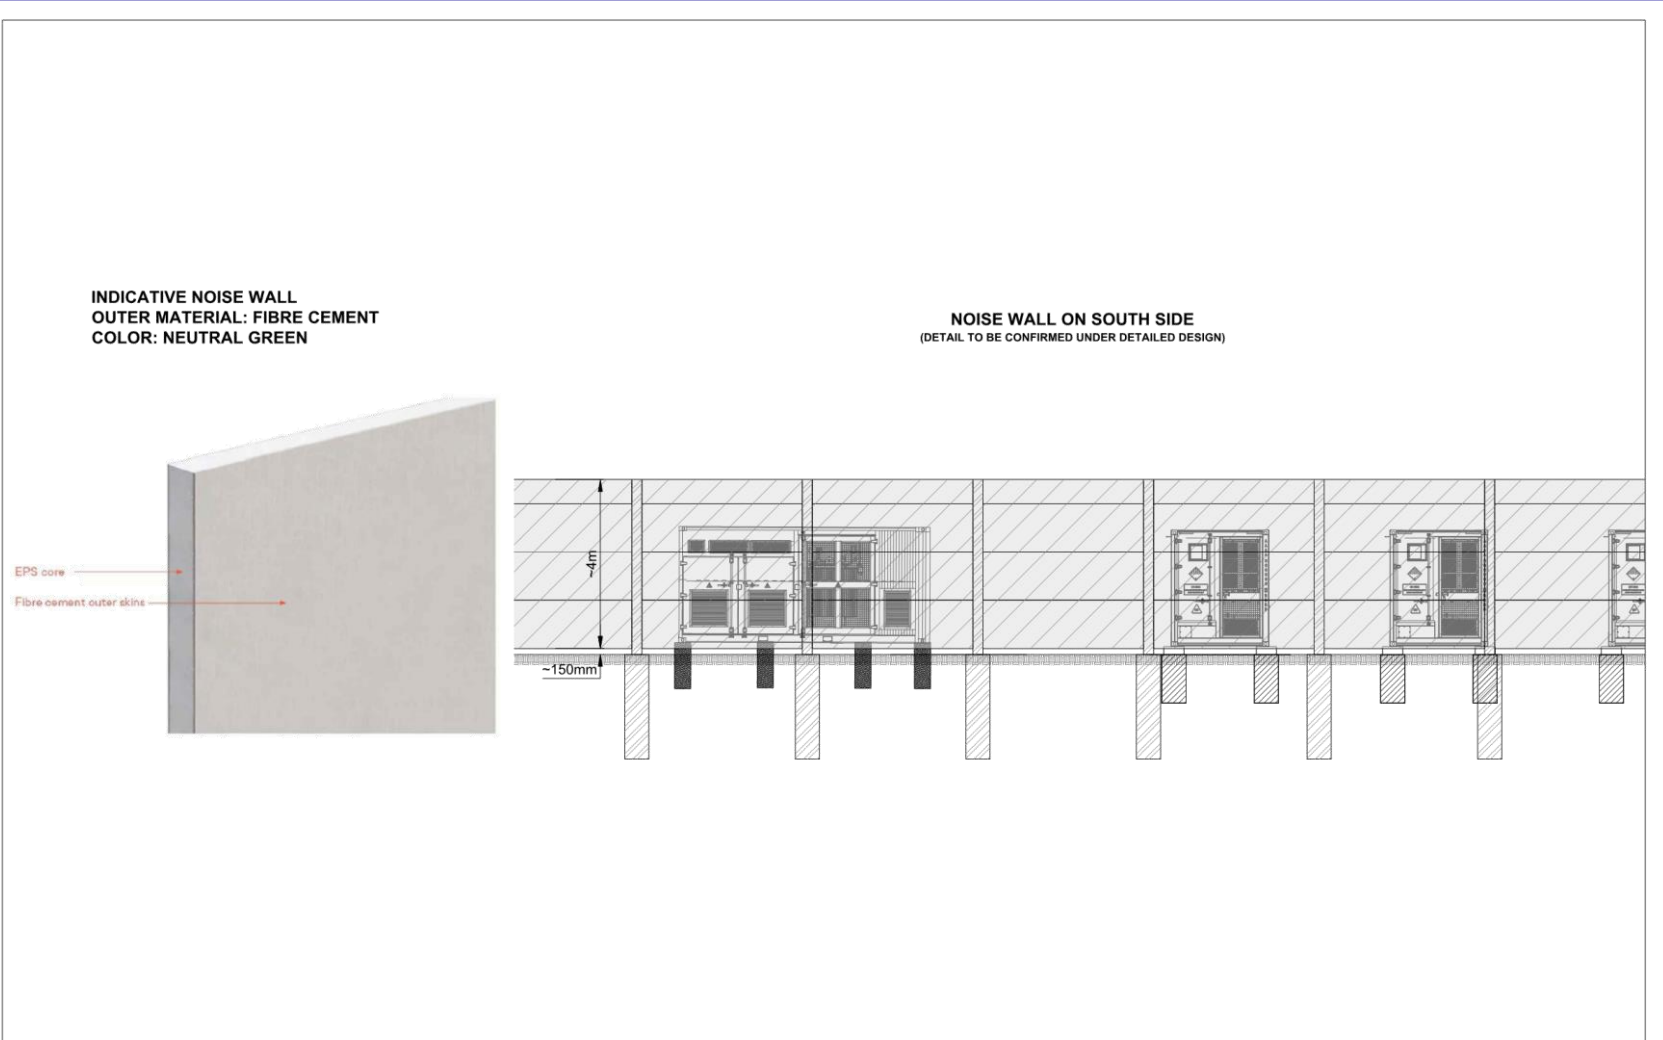 INDICATIVE NOISE WALL
OUTER MATERIAL: FIBRE CEMENT
COLOR: NEUTRAL GREEN
NOISE WALL ON SOUTH SIDE
(DETAIL TO BE CONFIRMED UNDER DETAILED DESIGN)
EPS core
Fibre cement outer skins
~4m
~150mm